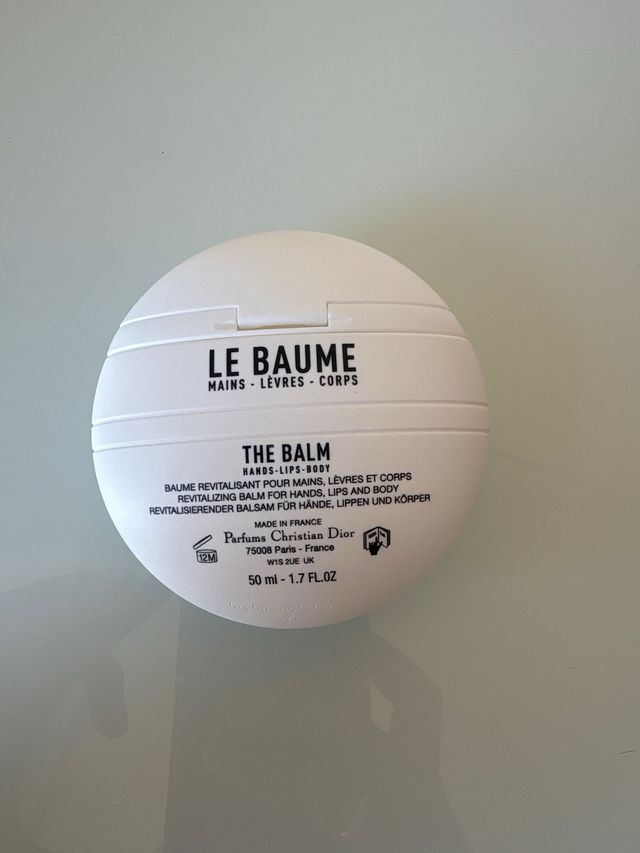 LE BAUME
MAINS - LÈVRES - CORPS
THE BALM
HANDS-LIPS-BODY
BAUME REVITALISANT POUR MAINS, LÈVRES ET CORPS
REVITALIZING BALM FOR HANDS, LIPS AND BODY
REVITALISIERENDER BALSAM FÜR HÄNDE, LIPPEN UND KÖRPER
MADE IN FRANCE
Parfums Christian Dior
75008 Paris - France
W1S 2UE UK
12M
50 ml - 1.7 FL.OZ